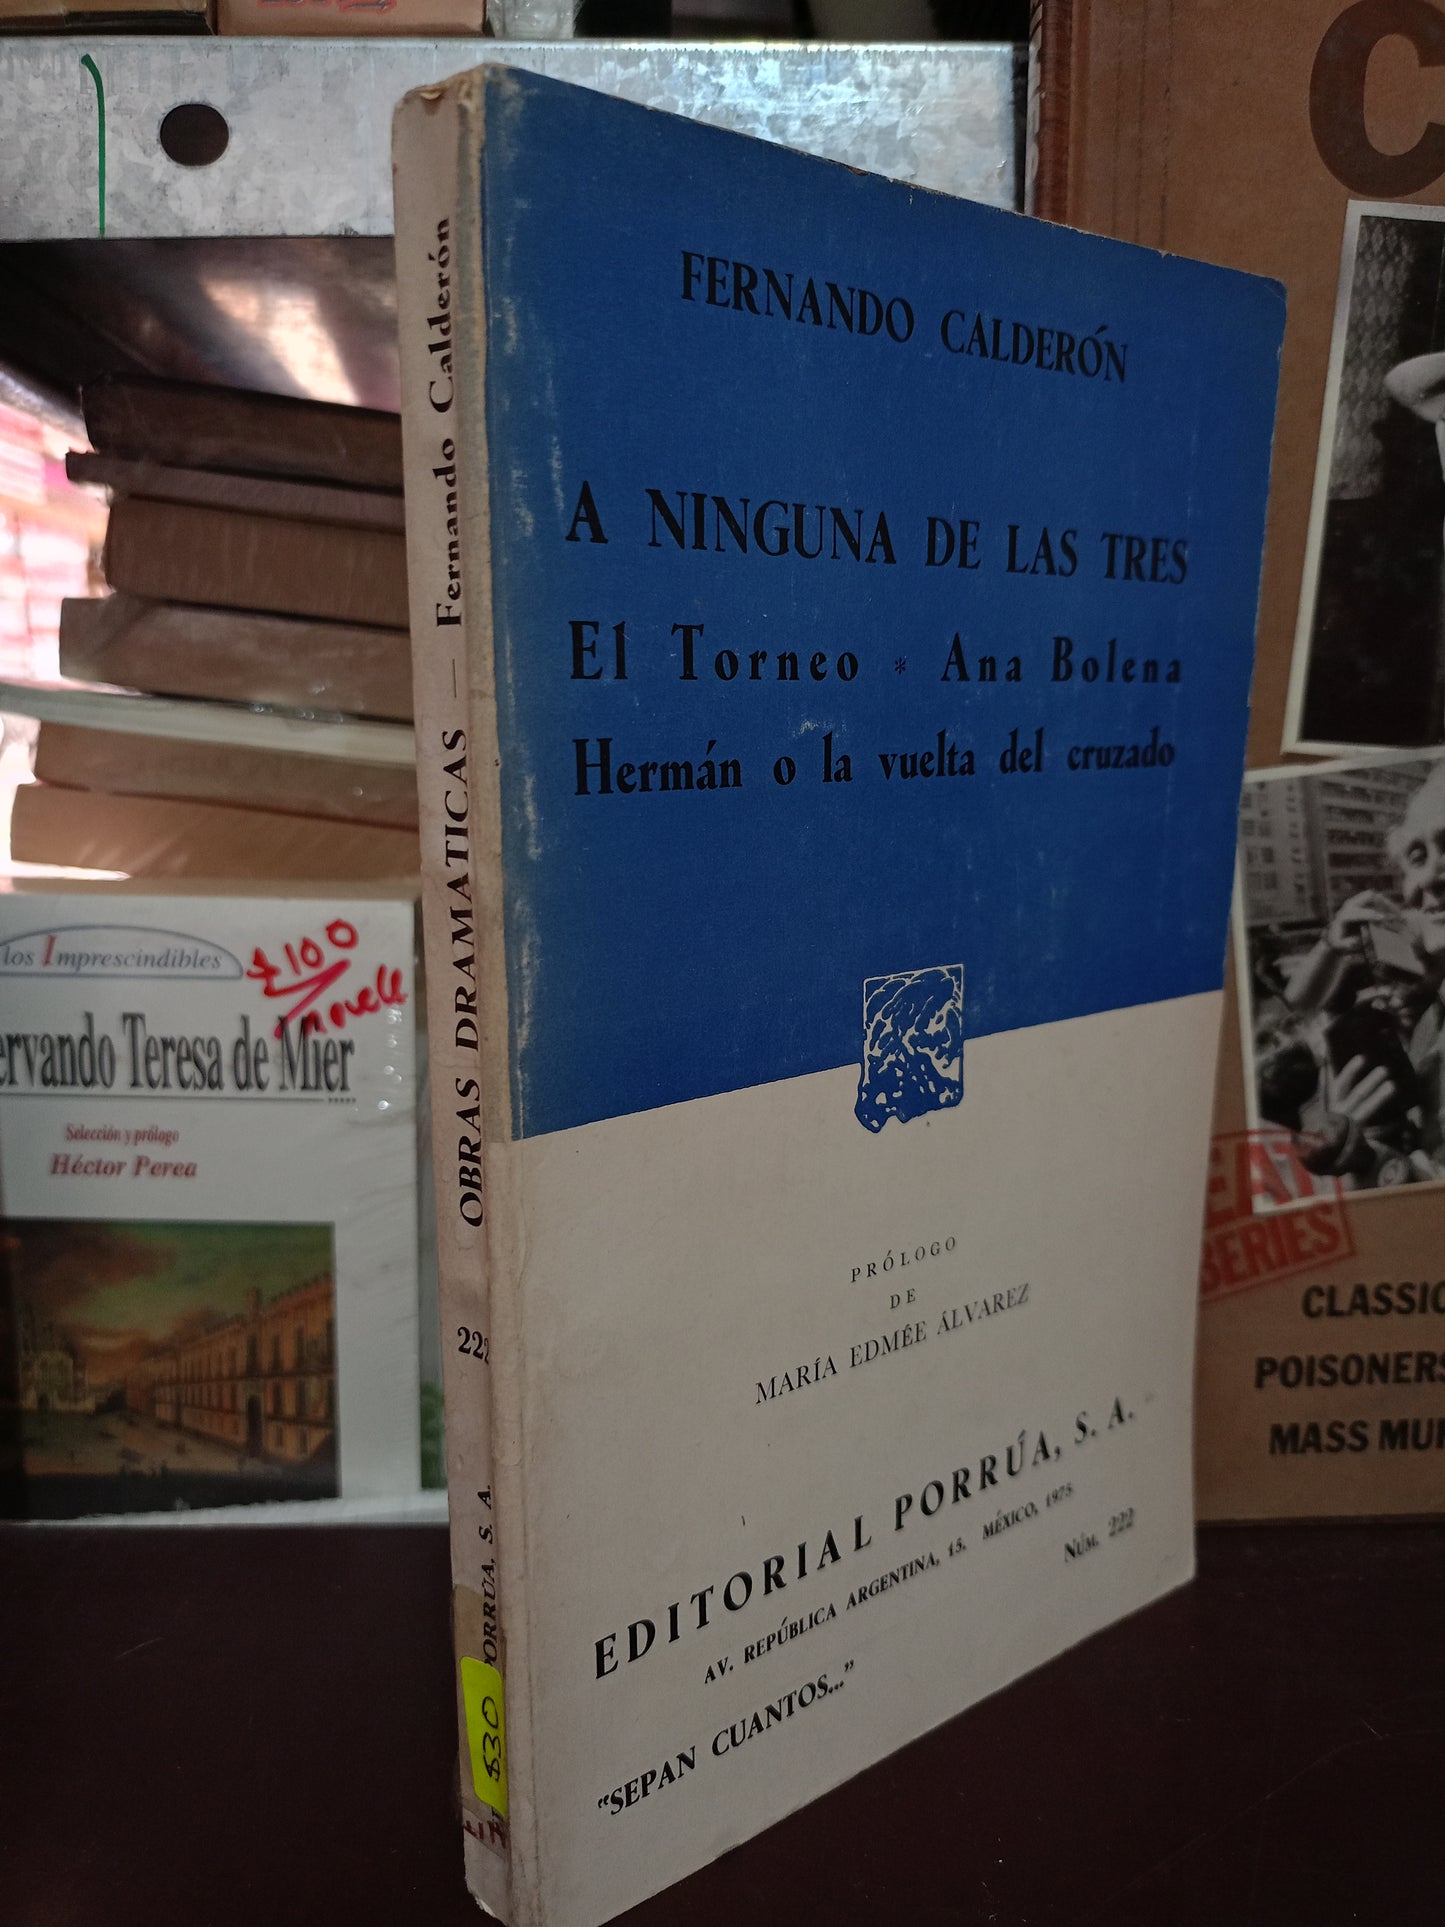 FERNANDO CALDERÓN
A NINGUNA DE LAS TRES
El Torneo * Ana Bolena
Hermán o la vuelta del cruzado
PRÓLOGO
DE
MARÍA EDMÉE ÁLVAREZ
EDITORIAL PORRÚA, S. A.
AV. REPÚBLICA ARGENTINA, 15. MÉXICO, 1975
NÚM. 222
"SEPAN CUANTOS..."
222 OBRAS DRAMATICAS — Fernando Calderón
PORRÚA, S. A.
$30
los Imprescindibles
100
Teresa de Mier
Selección y prólogo
Héctor Perea
C
SERIES
CLASSIC
POISONERS
MASS